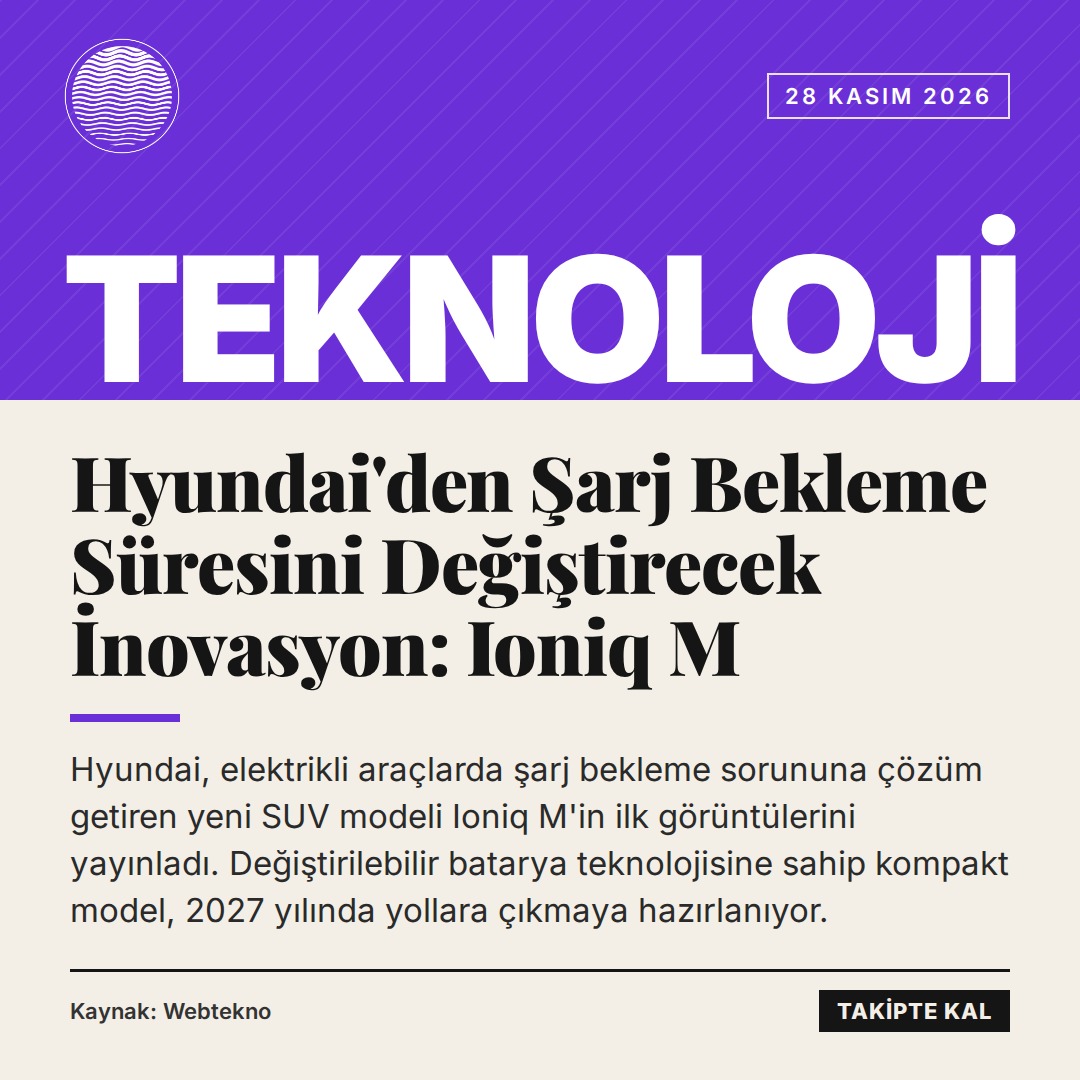 28 KASIM 2026
TEKNOLOJİ
Hyundai'den Şarj Bekleme
Süresini Değiştirecek
İnovasyon: Ioniq M
Hyundai, elektrikli araçlarda şarj bekleme sorununa çözüm
getiren yeni SUV modeli Ioniq M'in ilk görüntülerini
yayınladı. Değiştirilebilir batarya teknolojisine sahip kompakt
model, 2027 yılında yollara çıkmaya hazırlanıyor.
Kaynak: Webtekno
TAKİPTE KAL